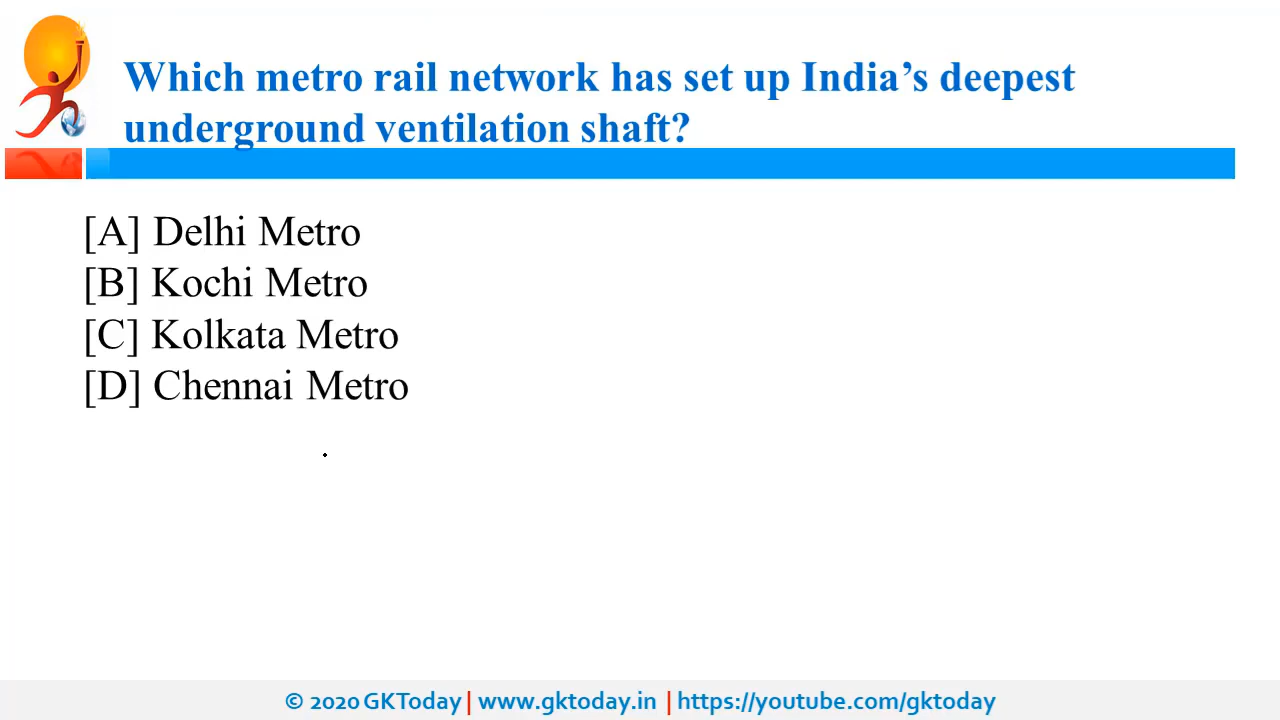 Which metro rail network has set up India’s deepest
underground ventilation shaft?
[A] Delhi Metro
[B] Kochi Metro
[C] Kolkata Metro
[D] Chennai Metro
© 2020 GKToday | www.gktoday.in | https://youtube.com/gktoday